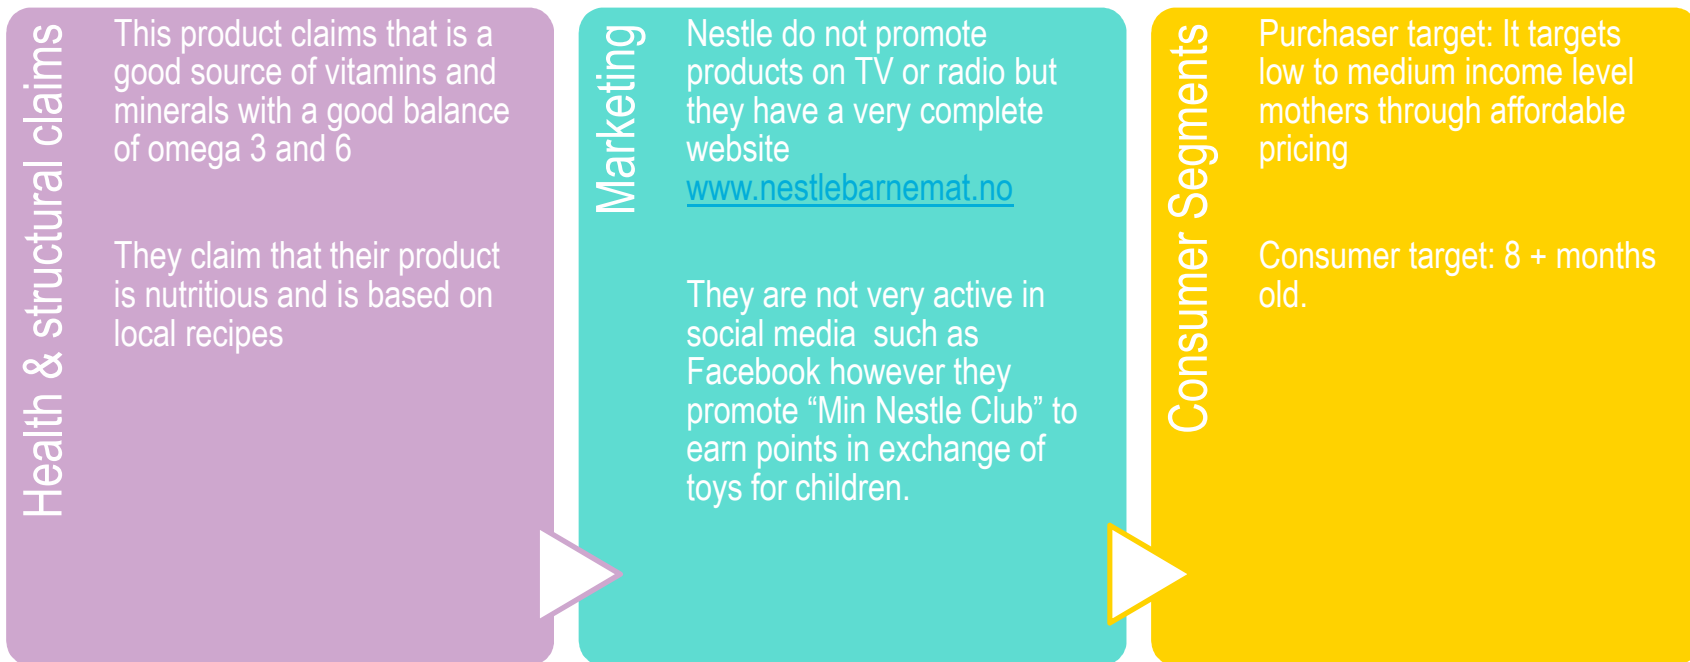 Health & structural claims
This product claims that is a
good source of vitamins and
minerals with a good balance
of omega 3 and 6
They claim that their product
is nutritious and is based on
local recipes
Marketing
Nestle do not promote
products on TV or radio but
they have a very complete
website
www.nestlebarnemat.no
They are not very active in
social media  such as
Facebook however they
promote “Min Nestle Club” to
earn points in exchange of
toys for children.
Consumer Segments
Purchaser target: It targets
low to medium income level
mothers through affordable
pricing
Consumer target: 8 + months
old.